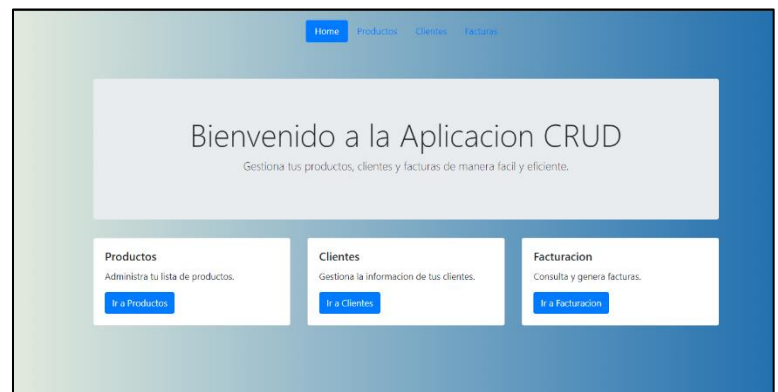 Home Productos Clientes Facturas
Bienvenido a la Aplicacion CRUD
Gestiona tus productos, clientes y facturas de manera facil y eficiente.
Productos
Administra tu lista de productos.
Ir a Productos
Clientes
Gestiona la informacion de tus clientes.
Ir a Clientes
Facturacion
Consulta y genera facturas.
Ir a Facturacion